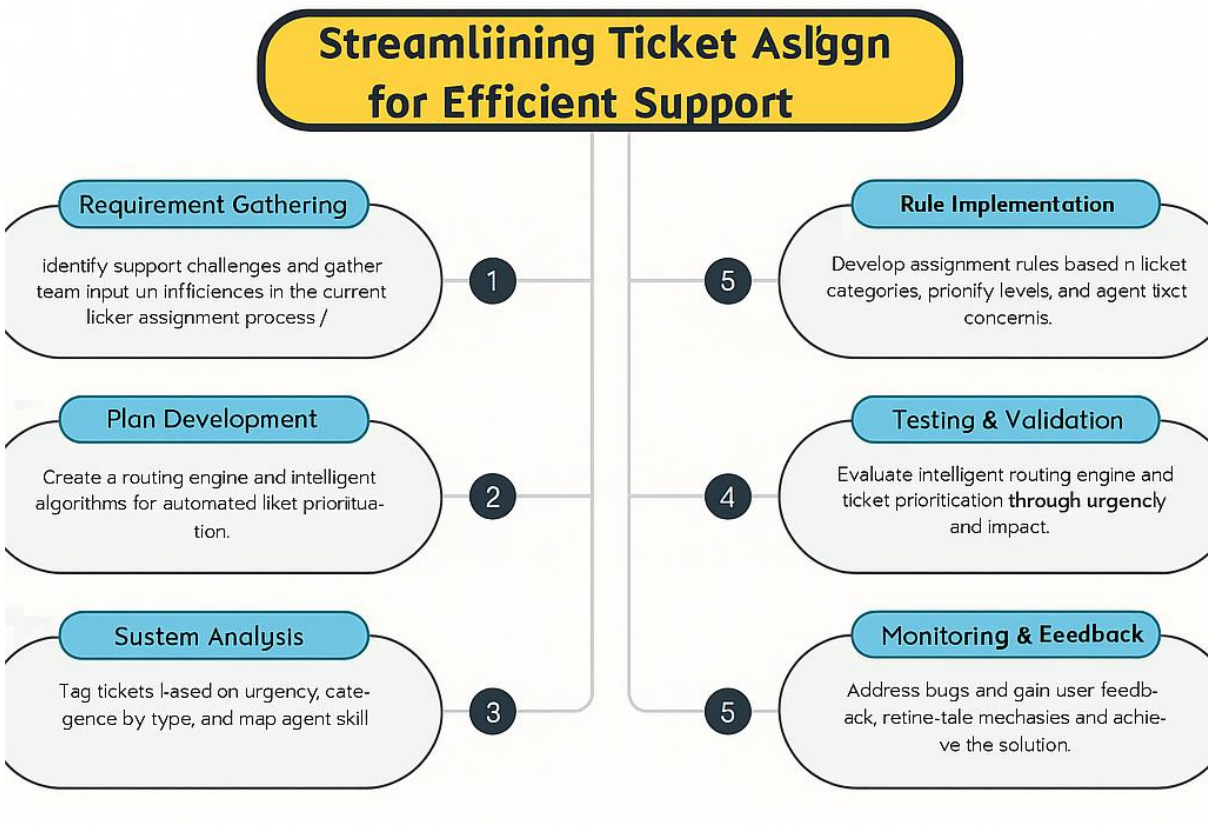 Streamliining Ticket Aslggn
for Efficient Support
Requirement Gathering
identify support challenges and gather
team input un infficiences in the current
licker assignment process /
1
Plan Development
Create a routing engine and intelligent
algorithms for automated liket prioriitua-
tion.
2
Sustem Analysis
Tag tickets l-ased on urgency, cate-
gence by type, and map agent skill
3
Rule Implementation
Develop assignment rules based n licket
categories, prionify levels, and agent tixct
concernis.
5
Testing & Validation
Evaluate intelligent routing engine and
ticket prioritication through urgencly
and impact.
4
Monitoring & Eeedback
Address bugs and gain user feedb-
ack, retine-tale mechasies and achie-
ve the solution.
5